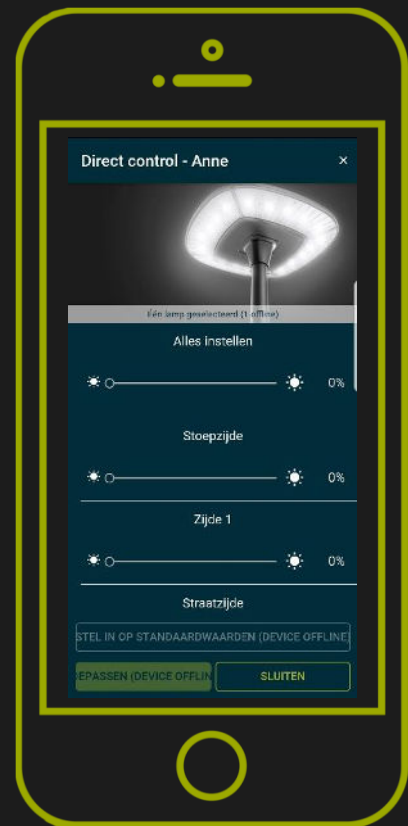 Direct control - Anne
×
Eén lamp geselecteerd (1 offline)
Alles instellen
0%
Stoepzijde
0%
Zijde 1
0%
Straatzijde
STEL IN OP STANDAARDWAARDEN (DEVICE OFFLINE)
EPASSEN (DEVICE OFFLIN
SLUITEN